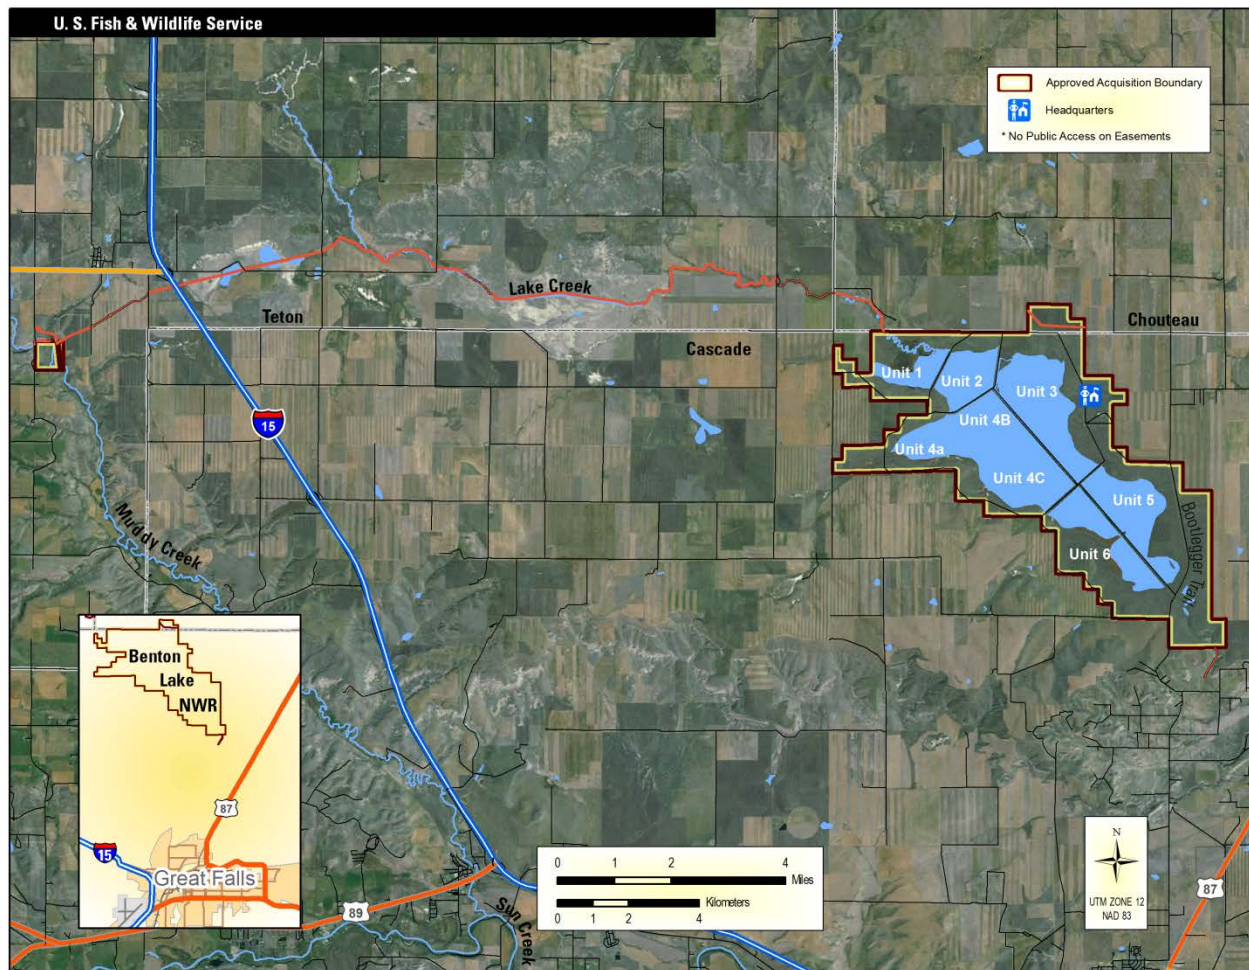 U. S. Fish & Wildlife Service
Approved Acquisition Boundary
Headquarters
* No Public Access on Easements
Lake Creek
Teton
Chouteau
Cascade
Unit 1
Unit 2
Unit 3
15
Unit 4B
Unit 4a
Unit 4C
Unit 5
Bootlegger Trail
Muddy Creek
Unit 6
Benton
Lake
NWR
87
15
Great Falls
89
Sun Creek
0 1 2 4
Miles
Kilometers
0 1 2 4
N
UTM ZONE 12
NAD 83
87